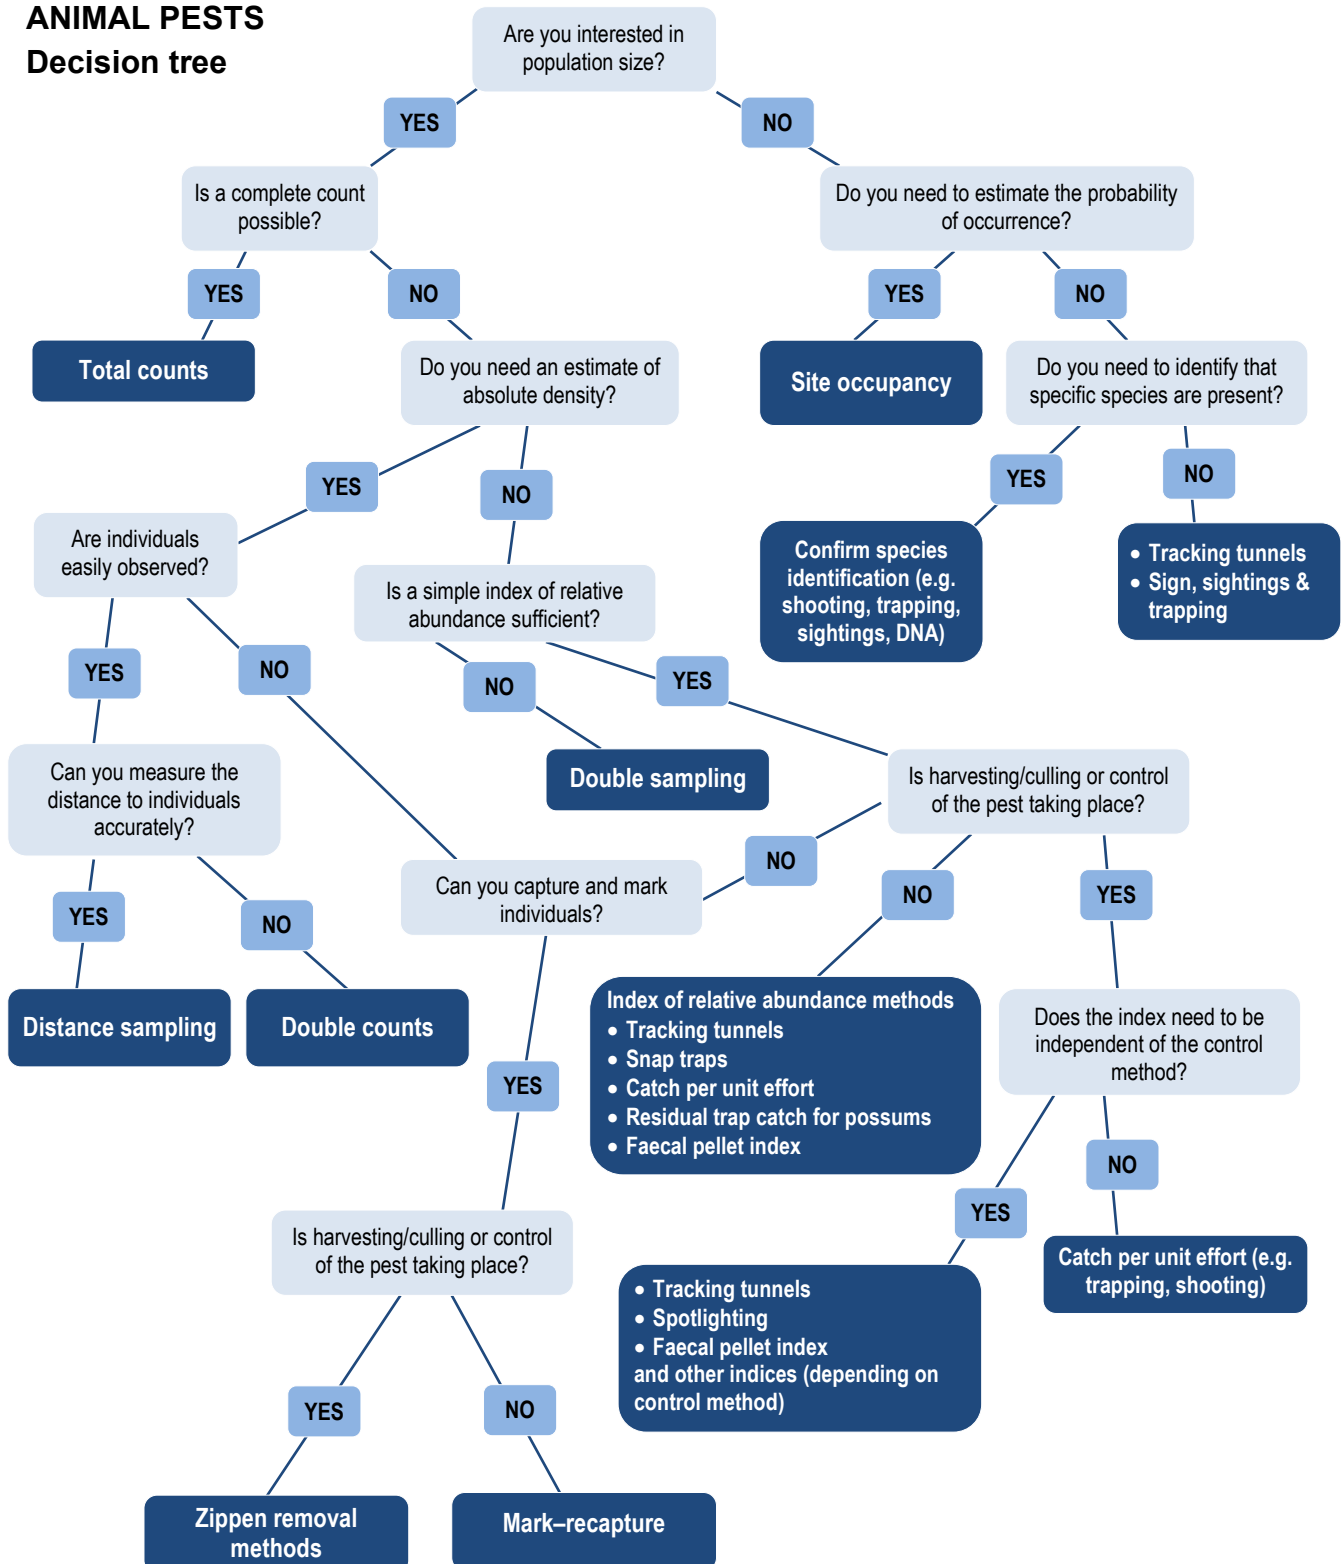 ANIMAL PESTS
Decision tree
Are you interested in
population size?
YES
NO
Is a complete count
possible?
Do you need to estimate the probability
of occurrence?
YES
NO
YES
NO
Total counts
Do you need an estimate of
absolute density?
Site occupancy
Do you need to identify that
specific species are present?
YES
NO
YES
NO
Are individuals
easily observed?
Is a simple index of relative
abundance sufficient?
Confirm species
identification (e.g.
shooting, trapping,
sightings, DNA)
• Tracking tunnels
• Sign, sightings &
trapping
YES
NO
NO
YES
Can you measure the
distance to individuals
accurately?
Double sampling
Is harvesting/culling or control
of the pest taking place?
Can you capture and mark
individuals?
NO
NO
YES
YES
NO
Distance sampling
Double counts
Index of relative abundance methods
• Tracking tunnels
• Snap traps
• Catch per unit effort
• Residual trap catch for possums
• Faecal pellet index
Does the index need to be
independent of the control
method?
YES
NO
YES
Is harvesting/culling or control
of the pest taking place?
• Tracking tunnels
• Spotlighting
• Faecal pellet index
and other indices (depending on
control method)
Catch per unit effort (e.g.
trapping, shooting)
YES
NO
Zippen removal
methods
Mark–recapture